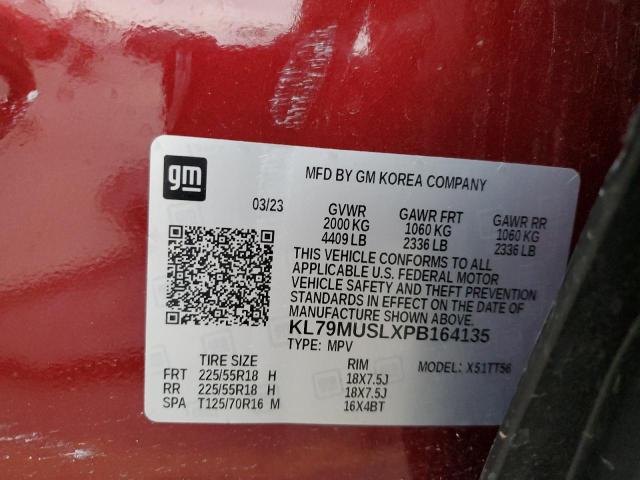 gm
MFD BY GM KOREA COMPANY
03/23
GVWR GAWR FRT GAWR RR
2000 KG 1060 KG 1060 KG
4409 LB 2336 LB 2336 LB
THIS VEHICLE CONFORMS TO ALL
APPLICABLE U.S. FEDERAL MOTOR
VEHICLE SAFETY AND THEFT PREVENTION
STANDARDS IN EFFECT ON THE DATE OF
MANUFACTURE SHOWN ABOVE.
KL79MUSLXPB164135
TYPE: MPV MODEL: X51TT56
TIRE SIZE RIM
FRT 225/55R18 H 18X7.5J
RR 225/55R18 H 18X7.5J
SPA T125/70R16 M 16X4BT